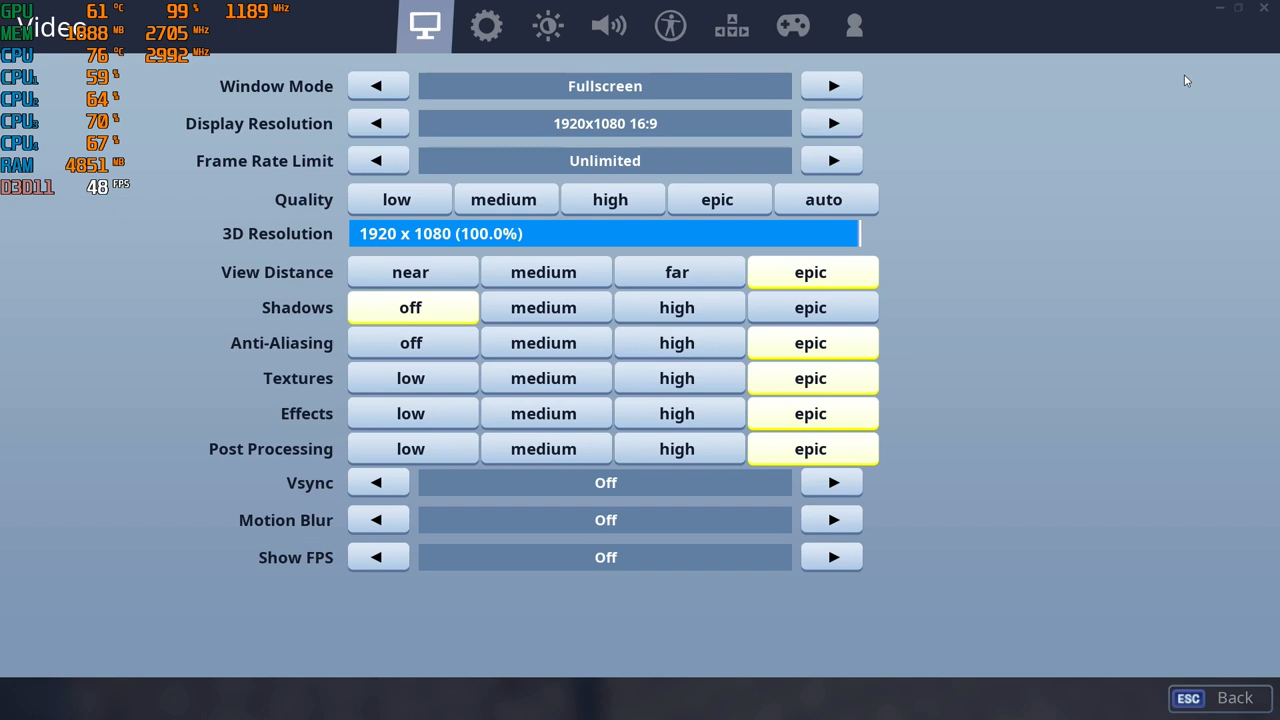 GPU 61 °C 99 % 1189 MHz
Video
MEM 1888 MB 2705 MHz
CPU 76 °C 2992 MHz
CPU1 59 %
CPU2 64 %
CPU3 70 %
CPU4 67 %
RAM 4851 MB
D3D11 48 FPS
Window Mode ◀ Fullscreen ▶
Display Resolution ◀ 1920x1080 16:9 ▶
Frame Rate Limit ◀ Unlimited ▶
Quality low medium high epic auto
3D Resolution 1920 x 1080 (100.0%)
View Distance near medium far epic
Shadows off medium high epic
Anti-Aliasing off medium high epic
Textures low medium high epic
Effects low medium high epic
Post Processing low medium high epic
Vsync ◀ Off ▶
Motion Blur ◀ Off ▶
Show FPS ◀ Off ▶
ESC Back